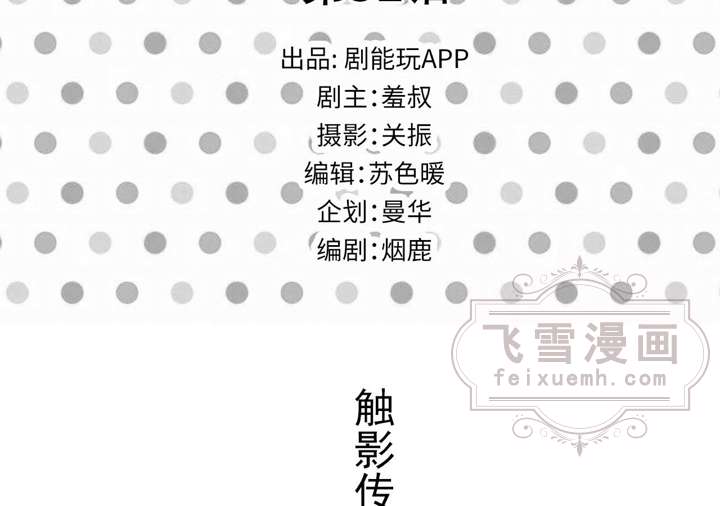 出品: 剧能玩APP
剧主:羞叔
摄影:关振
编辑:苏色暖
企划:曼华
编剧:烟鹿
飞雪漫画
feixuemh.com
触影传